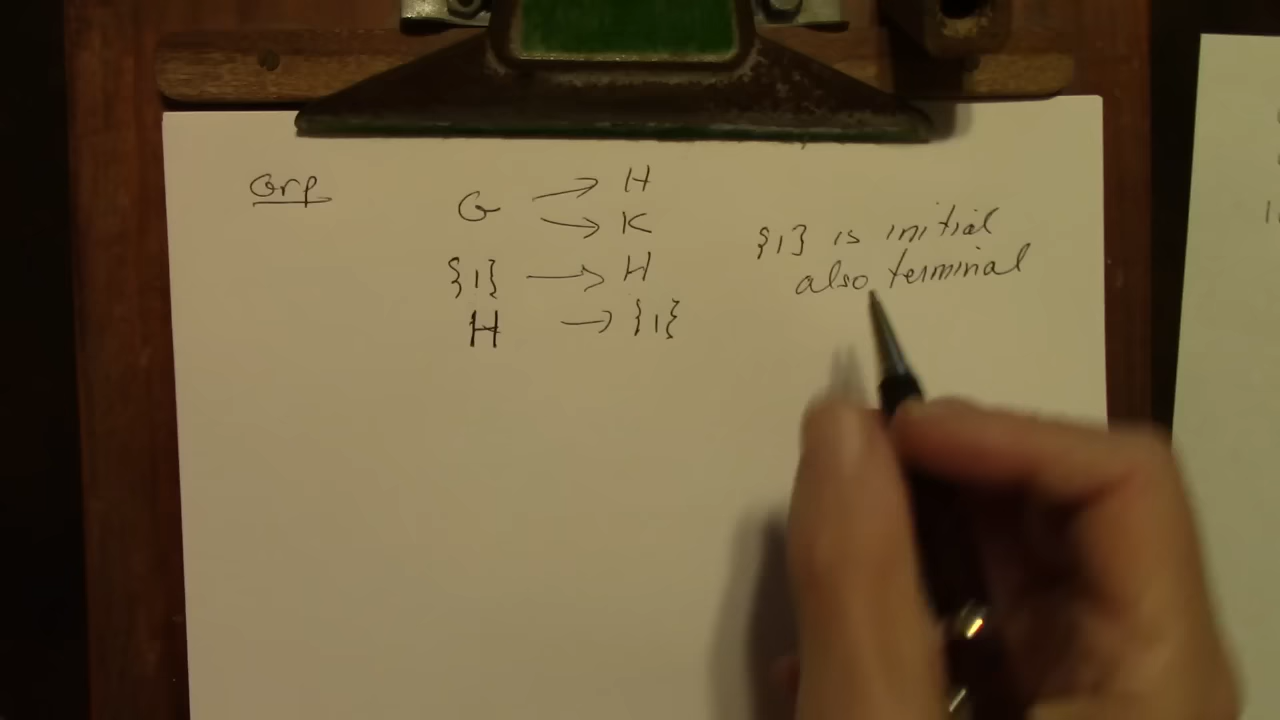 Grp
G → H
→ K
{1} → H
H → {1}
{1} is initial
also terminal